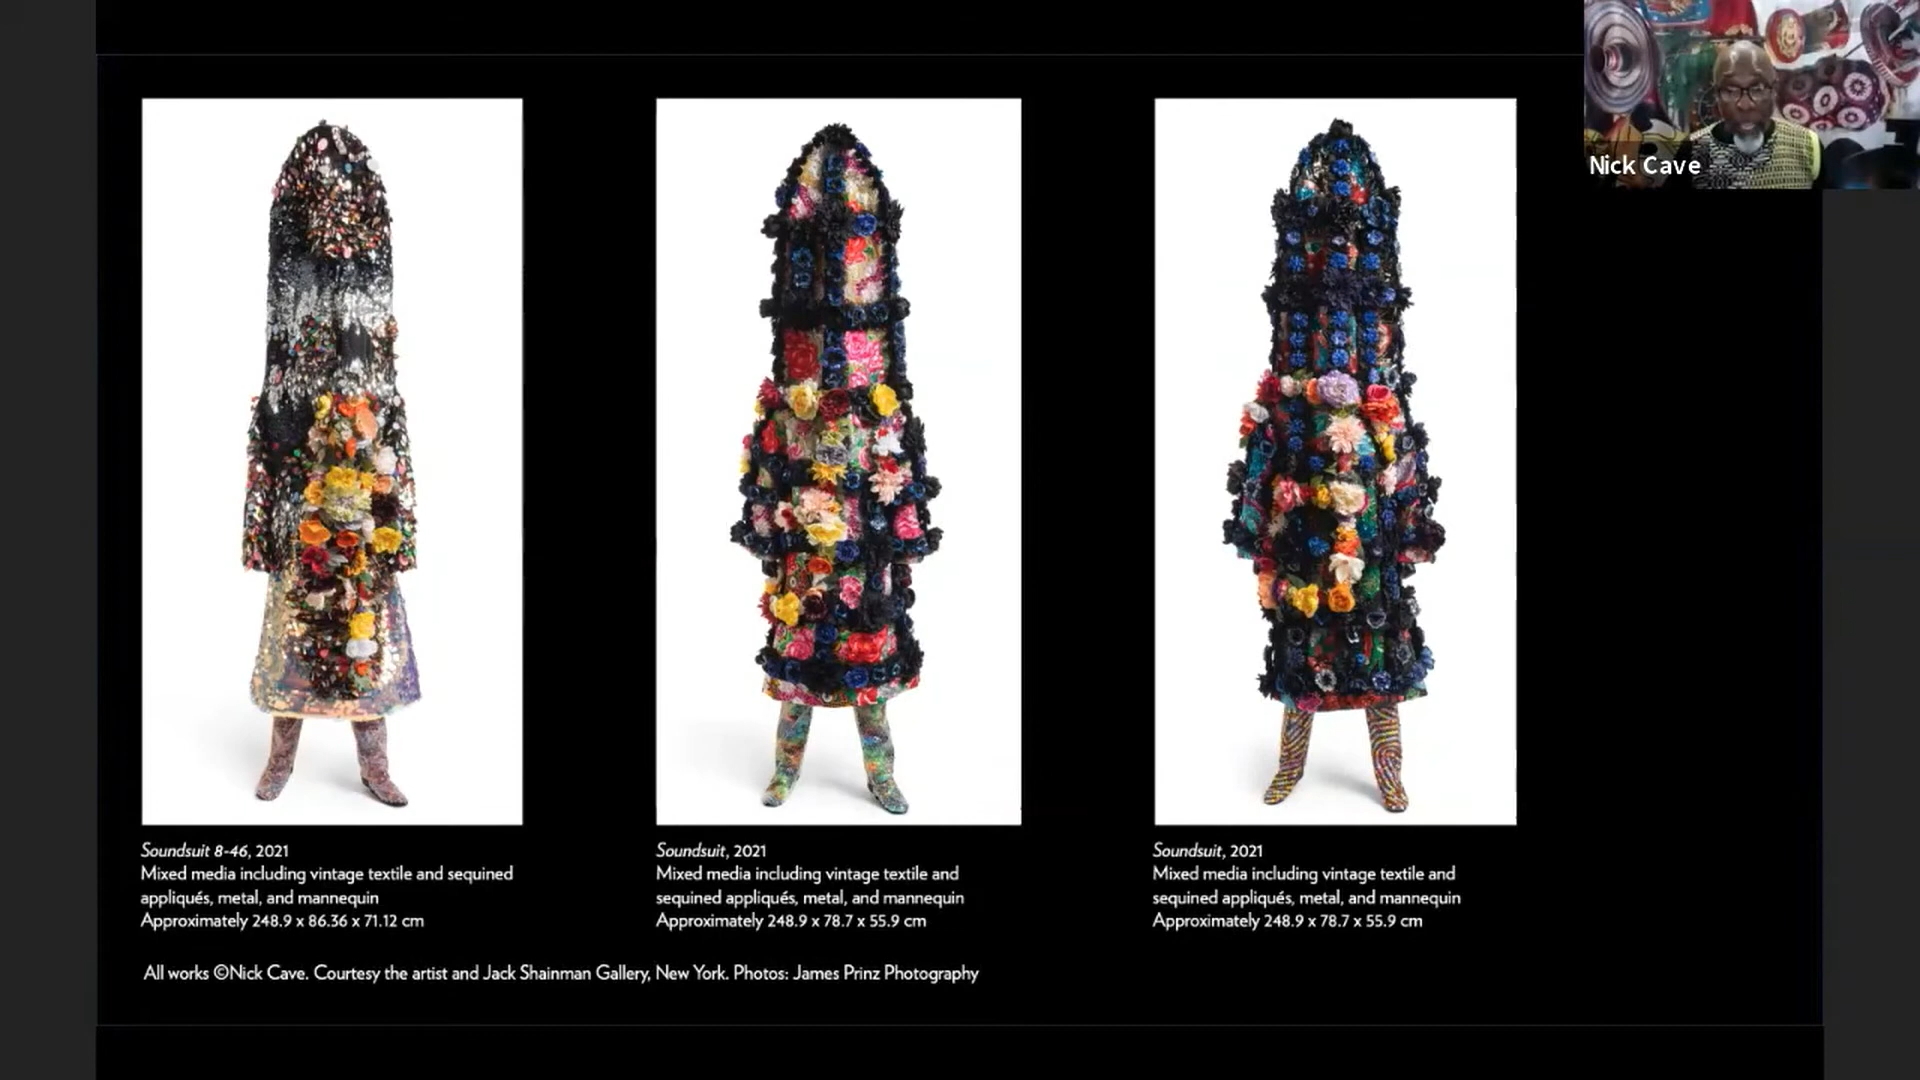 Nick Cave
Soundsuit 8-46, 2021
Mixed media including vintage textile and sequined
appliqués, metal, and mannequin
Approximately 248.9 x 86.36 x 71.12 cm
Soundsuit, 2021
Mixed media including vintage textile and
sequined appliqués, metal, and mannequin
Approximately 248.9 x 78.7 x 55.9 cm
Soundsuit, 2021
Mixed media including vintage textile and
sequined appliqués, metal, and mannequin
Approximately 248.9 x 78.7 x 55.9 cm
All works ©Nick Cave. Courtesy the artist and Jack Shainman Gallery, New York. Photos: James Prinz Photography